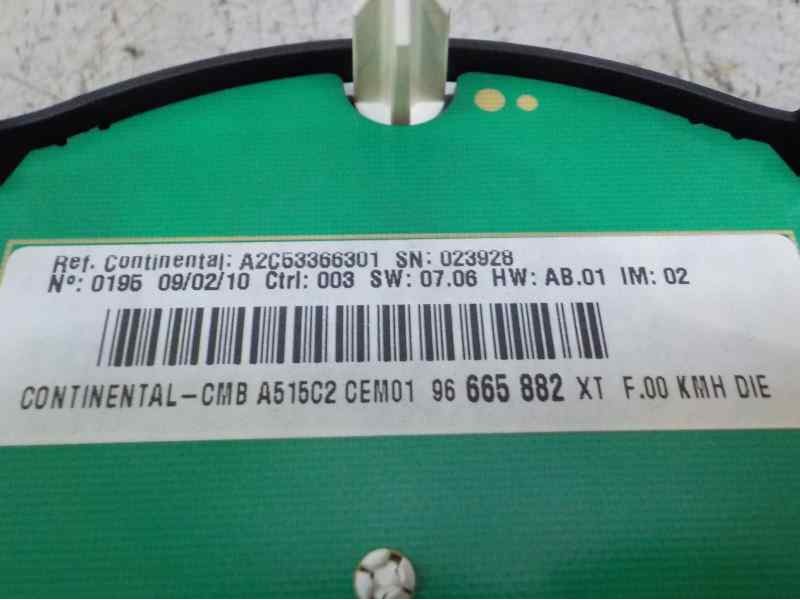 Ref. Continental: A2C53366301 SN: 023928
Nº: 0195 09/02/10 Ctrl: 003 SW: 07.06 HW: AB.01 IM: 02
CONTINENTAL-CMB A515C2 CEM01 96 665 882 XT F.00 KMH DIE